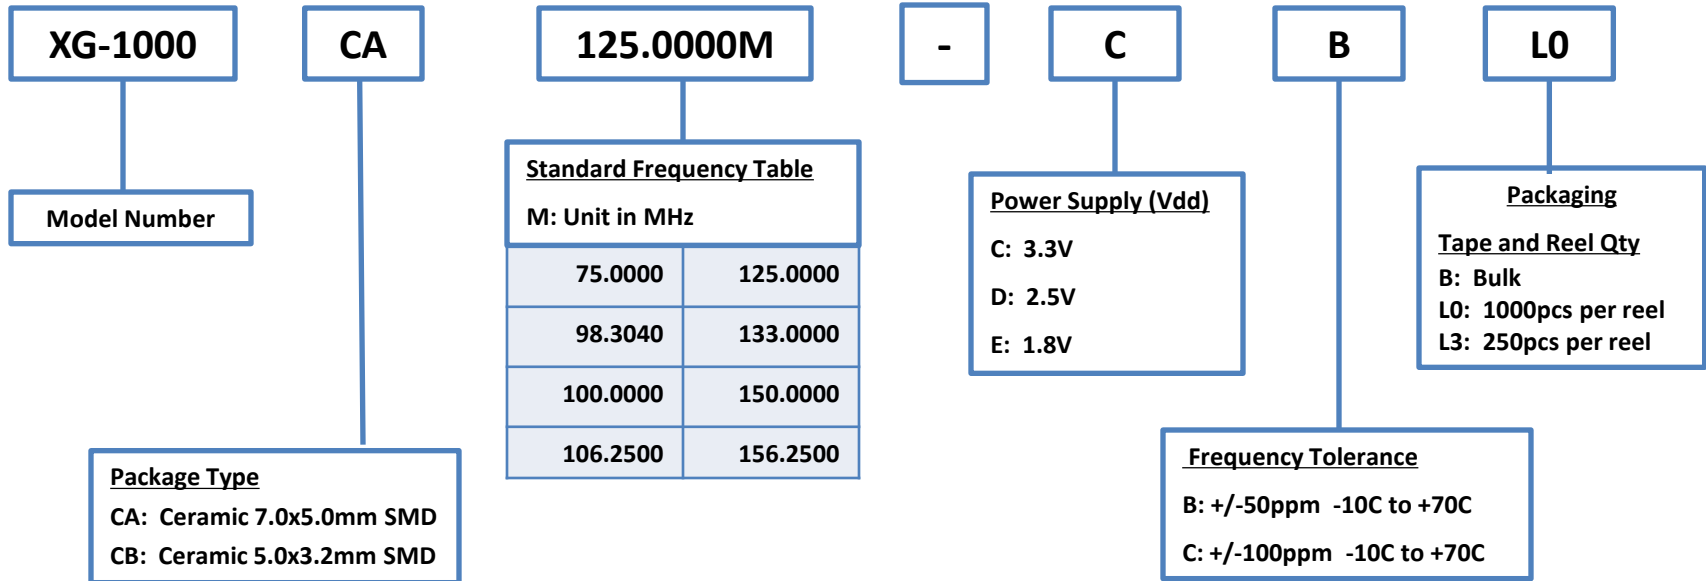 XG-1000 CA 125.0000M - C B L0
Model Number
Package Type
CA: Ceramic 7.0x5.0mm SMD
CB: Ceramic 5.0x3.2mm SMD
Standard Frequency Table
M: Unit in MHz
75.0000 125.0000
98.3040 133.0000
100.0000 150.0000
106.2500 156.2500
Power Supply (Vdd)
C: 3.3V
D: 2.5V
E: 1.8V
Frequency Tolerance
B: +/-50ppm -10C to +70C
C: +/-100ppm -10C to +70C
Packaging
Tape and Reel Qty
B: Bulk
L0: 1000pcs per reel
L3: 250pcs per reel